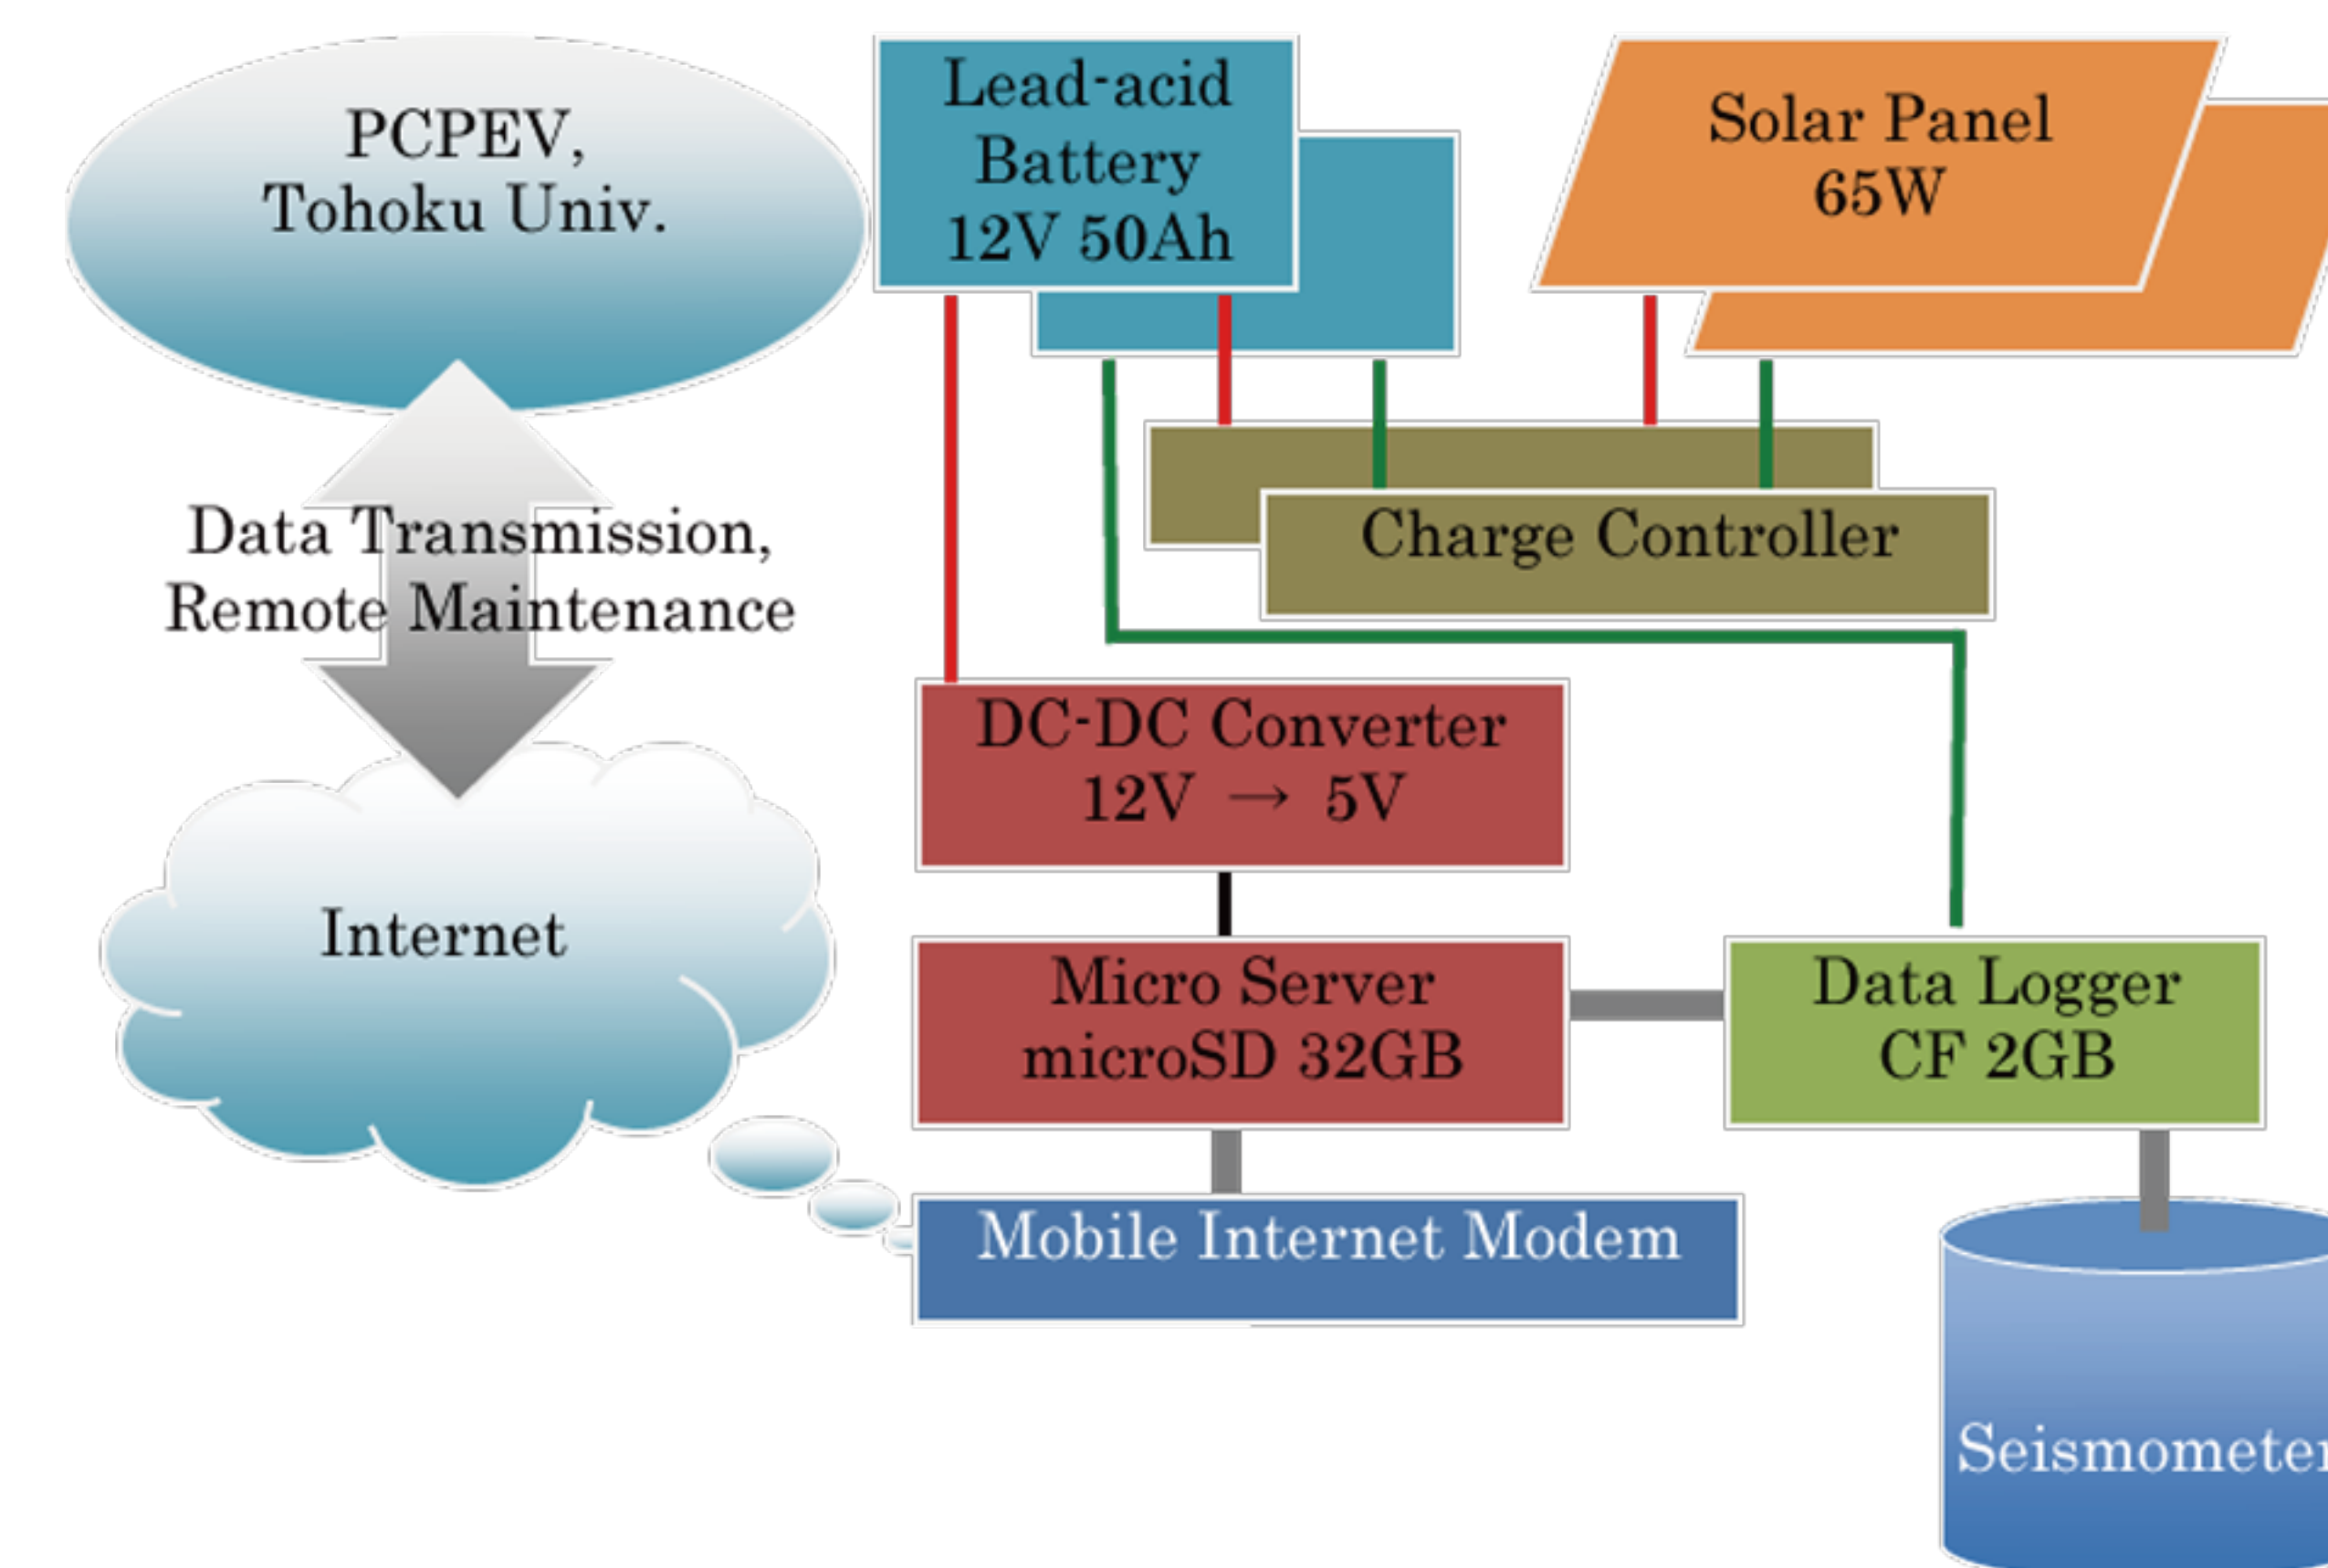 PCPEV,
Tohoku Univ.
Lead-acid
Battery
12V 50Ah
Solar Panel
65W
Data Transmission,
Remote Maintenance
Charge Controller
DC-DC Converter
12V → 5V
Internet
Micro Server
microSD 32GB
Data Logger
CF 2GB
Mobile Internet Modem
Seismometer